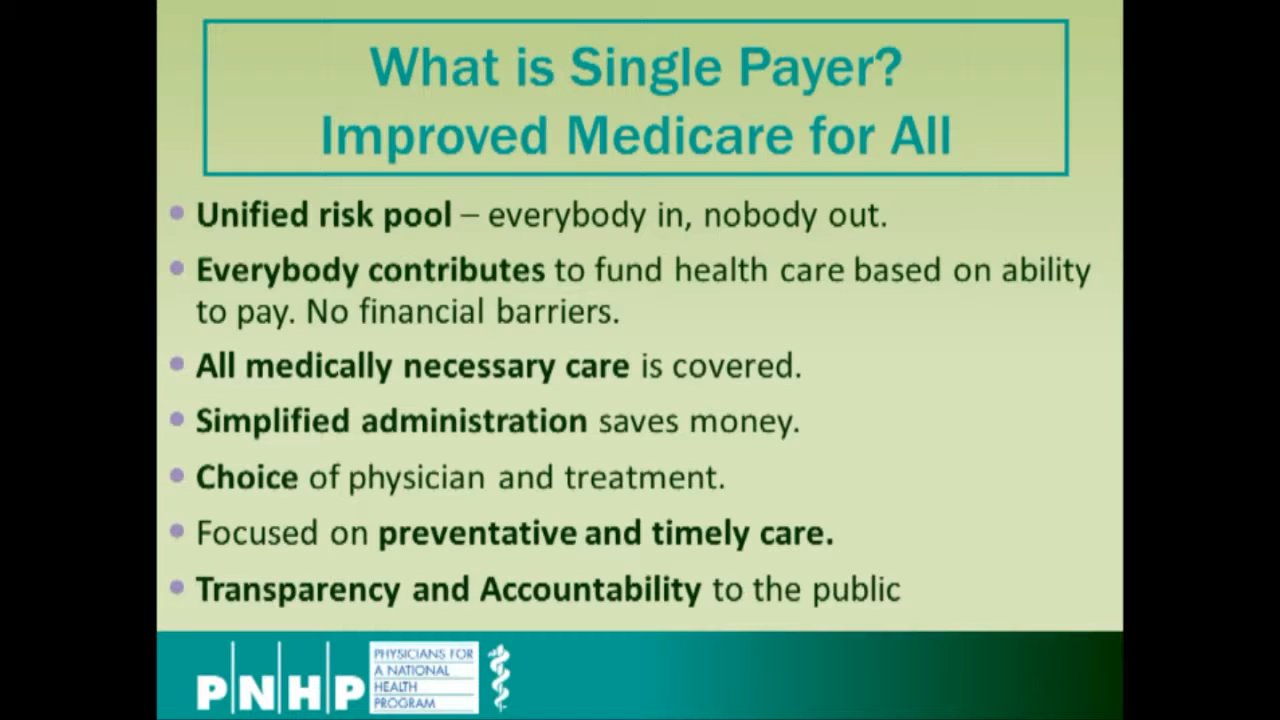 What is Single Payer?
Improved Medicare for All
• Unified risk pool – everybody in, nobody out.
• Everybody contributes to fund health care based on ability
to pay. No financial barriers.
• All medically necessary care is covered.
• Simplified administration saves money.
• Choice of physician and treatment.
• Focused on preventative and timely care.
• Transparency and Accountability to the public
PNHP
PHYSICIANS FOR
A NATIONAL
HEALTH
PROGRAM